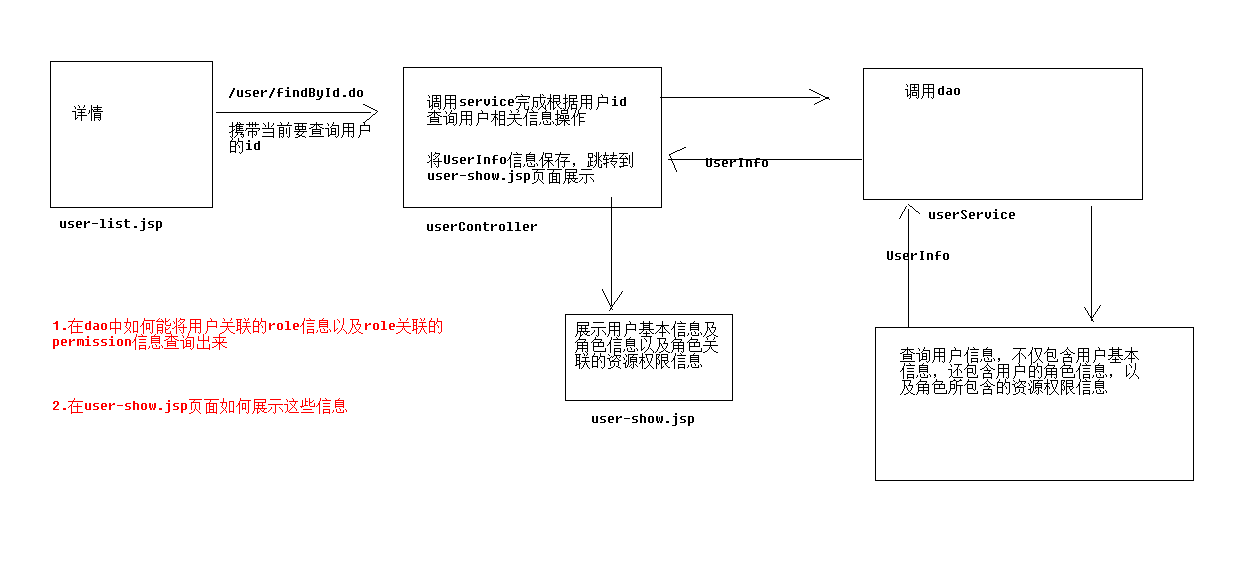 详情
user-list.jsp
/user/findById.do
携带当前要查询用户
的id
调用service完成根据用户id
查询用户相关信息操作
将UserInfo信息保存，跳转到
user-show.jsp页面展示
userController
UserInfo
调用dao
userService
UserInfo
查询用户信息，不仅包含用户基本
信息，还包含用户的角色信息，以
及角色所包含的资源权限信息
展示用户基本信息及
角色信息以及角色关
联的资源权限信息
user-show.jsp
1.在dao中如何能将用户关联的role信息以及role关联的
permission信息查询出来
2.在user-show.jsp页面如何展示这些信息